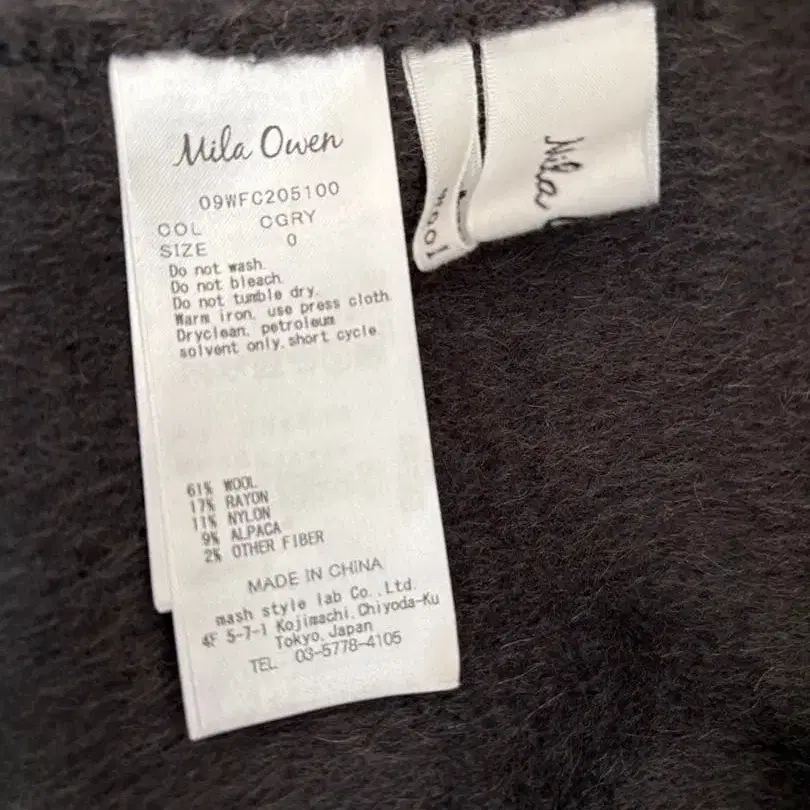 Mila Owen
09WFC205100
COL CGRY
SIZE 0
Do not wash.
Do not bleach.
Do not tumble dry.
Warm iron, use press cloth.
Dryclean, petroleum
solvent only, short cycle.
61% WOOL
17% RAYON
11% NYLON
9% ALPACA
2% OTHER FIBER
MADE IN CHINA
mash style lab Co.,Ltd.
4F 5-7-1 Kojimachi,Chiyoda-Ku
Tokyo,Japan
TEL 03-5778-4105
Mila
wool